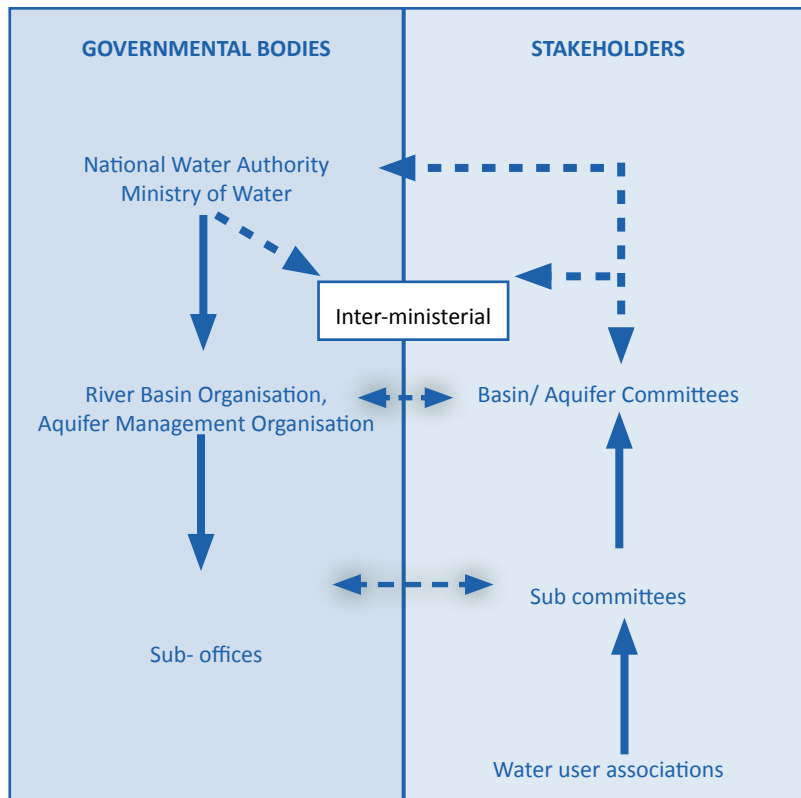 GOVERNMENTAL BODIES
STAKEHOLDERS
National Water Authority
Ministry of Water
Inter-ministerial
River Basin Organisation,
Aquifer Management Organisation
Basin/ Aquifer Committees
Sub committees
Sub- offices
Water user associations